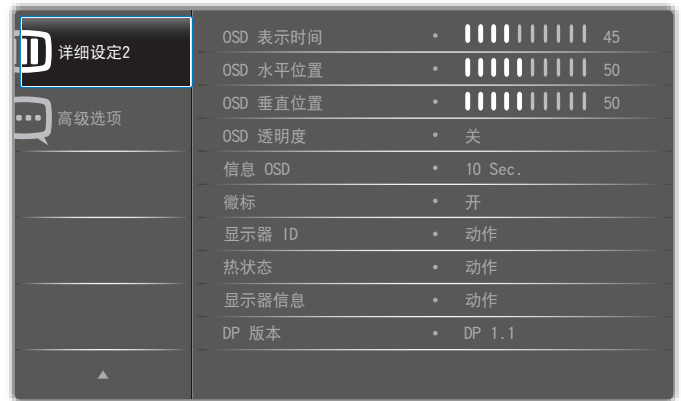 详细设定2
高级选项
OSD 表示时间 • 45
OSD 水平位置 • 50
OSD 垂直位置 • 50
OSD 透明度 • 关
信息 OSD • 10 Sec.
徽标 • 开
显示器 ID • 动作
热状态 • 动作
显示器信息 • 动作
DP 版本 • DP 1.1